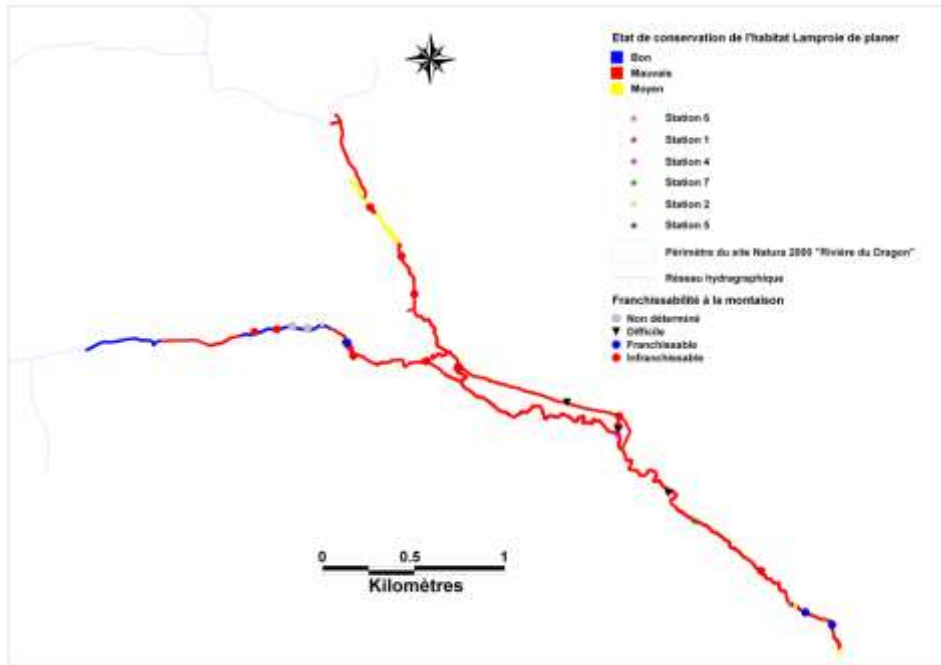 Etat de conservation de l'habitat Lamproie de planer
Bon
Mauvais
Moyen
Station 6
Station 1
Station 4
Station 7
Station 2
Station 5
Périmètre du site Natura 2000 "Rivière du Dragon"
Réseau hydragraphique
Franchissabilité à la montaison
Non déterminé
Difficile
Franchissable
Infranchissable
0 0.5 1
Kilomètres